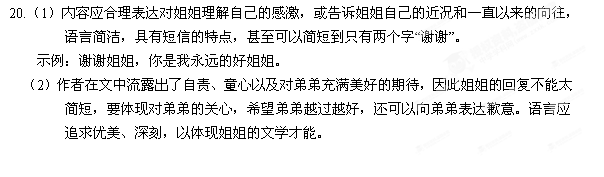 20.（1）内容应合理表达对姐姐理解自己的感激，或告诉姐姐自己的近况和一直以来的向往，
语言简洁，具有短信的特点，甚至可以简短到只有两个字“谢谢”。
示例：谢谢姐姐，你是我永远的好姐姐。
（2）作者在文中流露出了自责、童心以及对弟弟充满美好的期待，因此姐姐的回复不能太
简短，要体现对弟弟的关心，希望弟弟越过越好，还可以向弟弟表达歉意。语言应
追求优美、深刻，以体现姐姐的文学才能。